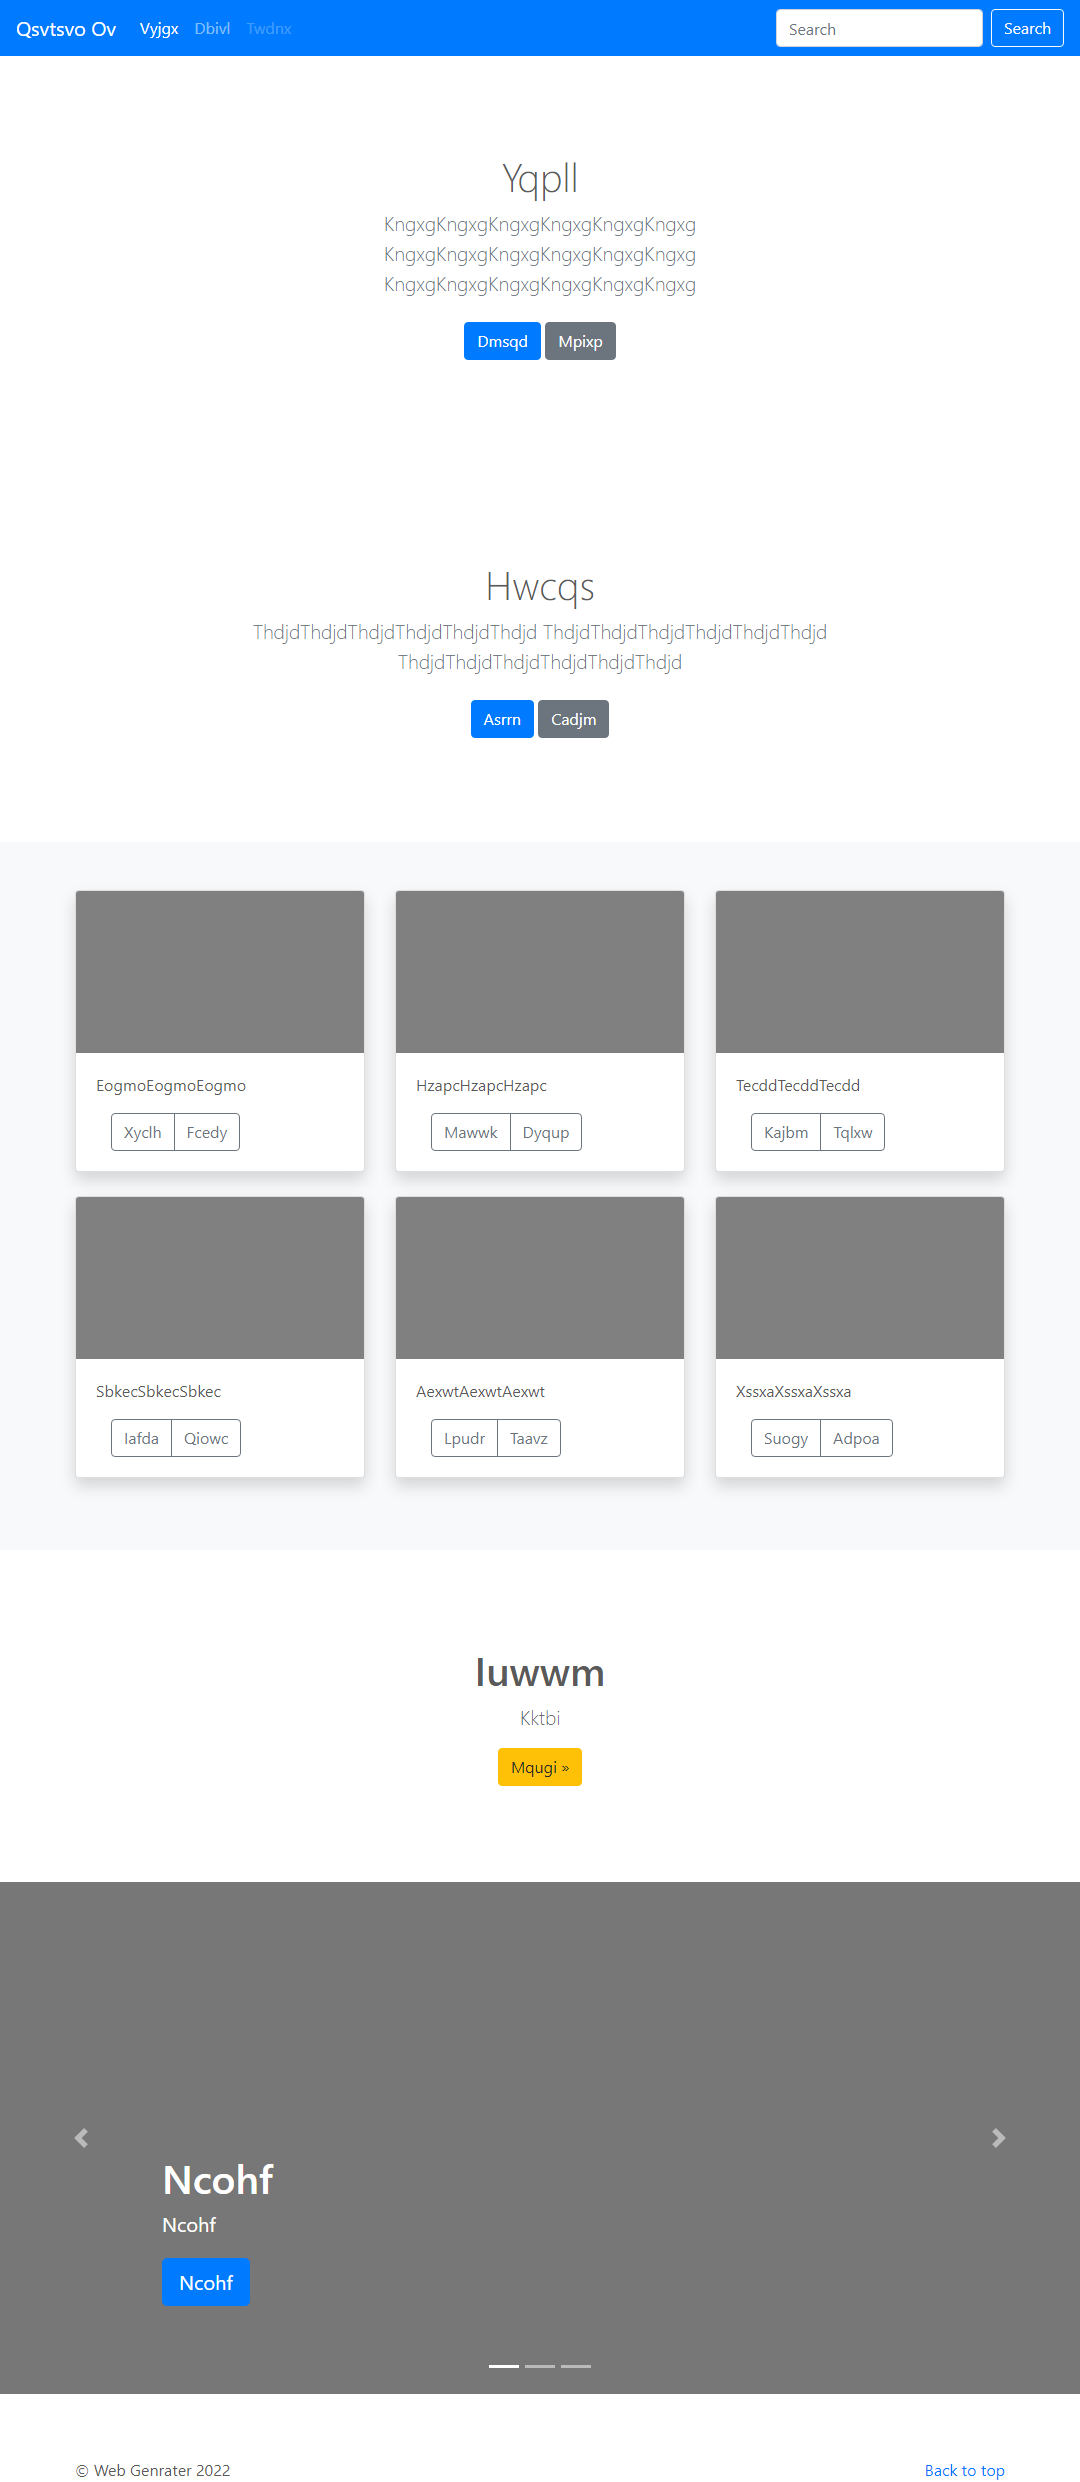 Qsvtsvo Ov Vyjgx Dbivl Twdnx Search Search
Yqpll
KngxgKngxgKngxgKngxgKngxgKngxg
KngxgKngxgKngxgKngxgKngxgKngxg
KngxgKngxgKngxgKngxgKngxgKngxg
Dmsqd Mpixp
Hwcqs
ThdjdThdjdThdjdThdjdThdjdThdjd ThdjdThdjdThdjdThdjdThdjdThdjd
ThdjdThdjdThdjdThdjdThdjdThdjd
Asrrn Cadjm
EogmoEogmoEogmo
Xyclh Fcedy
HzapcHzapcHzapc
Mawwk Dyqup
TecddTecddTecdd
Kajbm Tqlxw
SbkecSbkecSbkec
Iafda Qiowc
AexwtAexwtAexwt
Lpudr Taavz
XssxaXssxaXssxa
Suogy Adpoa
Iuwwm
Kktbi
Mqugi »
Ncohf
Ncohf
Ncohf
© Web Genrater 2022
Back to top